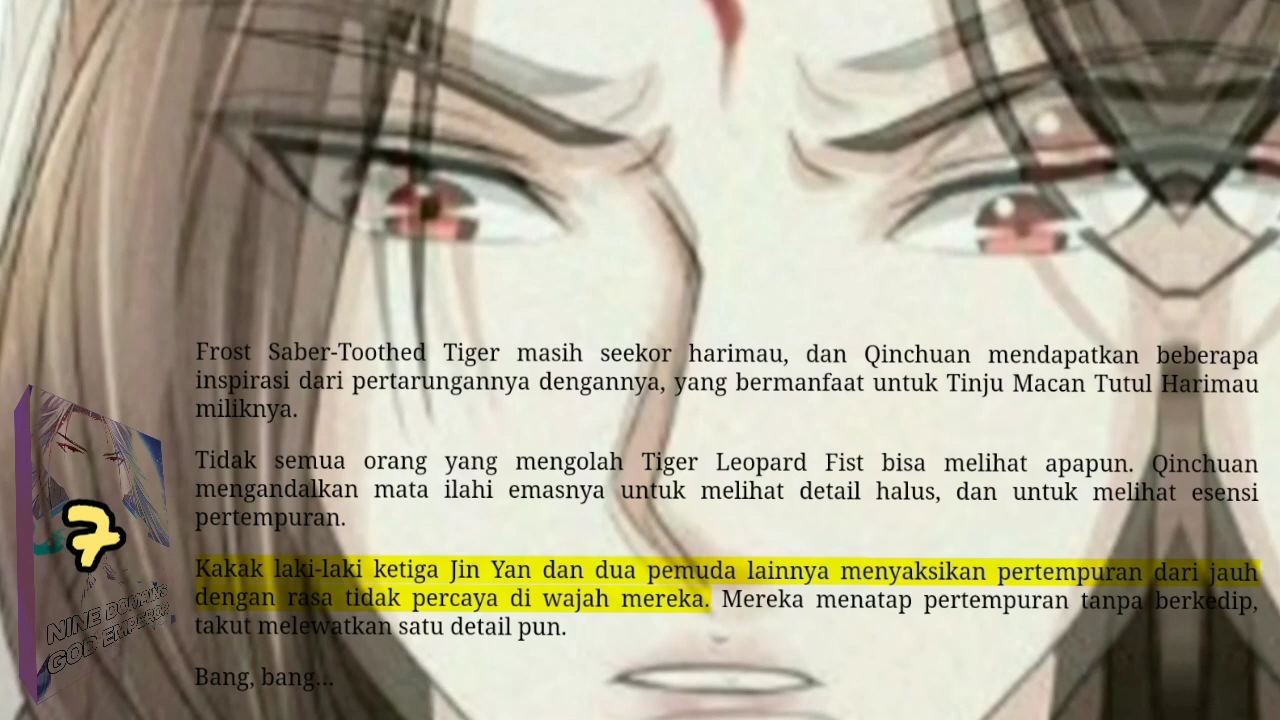 Frost Saber-Toothed Tiger masih seekor harimau, dan Qinchuan mendapatkan beberapa
inspirasi dari pertarungannya dengannya, yang bermanfaat untuk Tinju Macan Tutul Harimau
miliknya.
Tidak semua orang yang mengolah Tiger Leopard Fist bisa melihat apapun. Qinchuan
mengandalkan mata ilahi emasnya untuk melihat detail halus, dan untuk melihat esensi
pertempuran.
Kakak laki-laki ketiga Jin Yan dan dua pemuda lainnya menyaksikan pertempuran dari jauh
dengan rasa tidak percaya di wajah mereka. Mereka menatap pertempuran tanpa berkedip,
takut melewatkan satu detail pun.
Bang, bang...
7
NINE DOMAINS
GOD EMPEROR